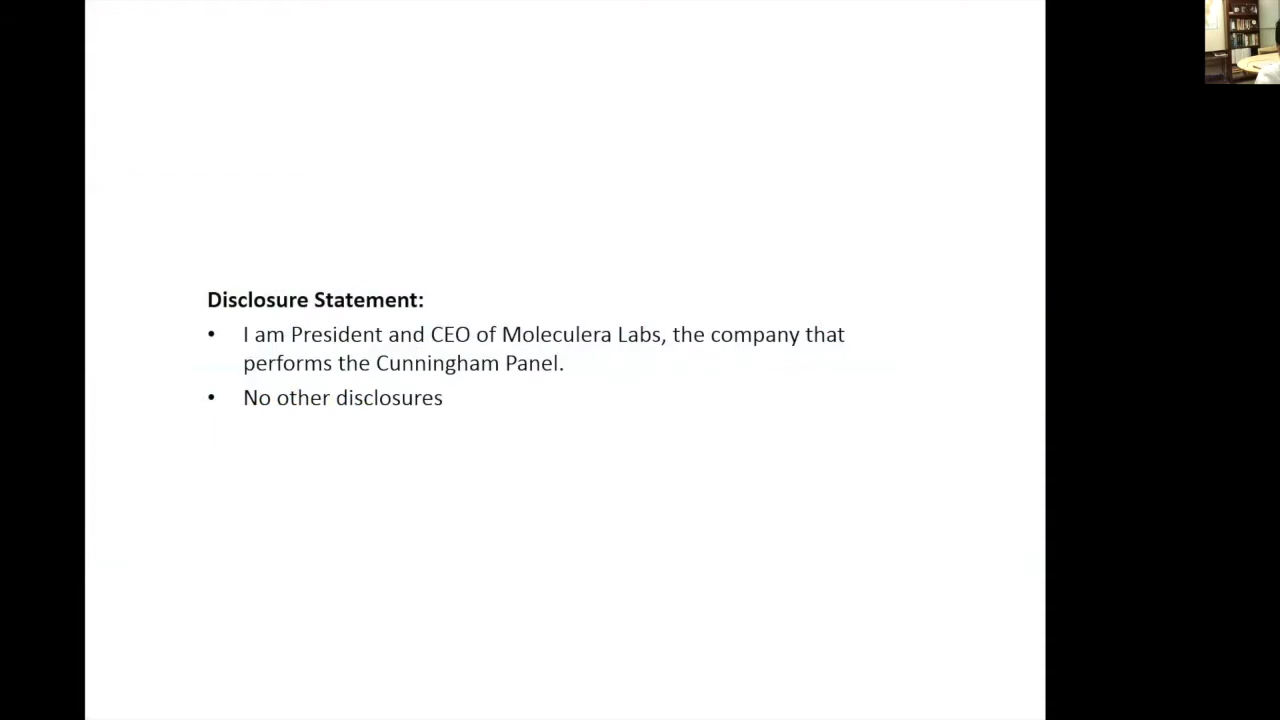 Disclosure Statement:
• I am President and CEO of Moleculera Labs, the company that
performs the Cunningham Panel.
• No other disclosures